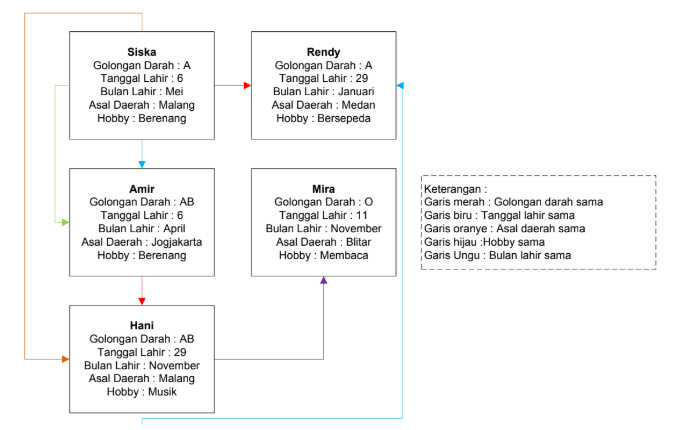 Siska
Golongan Darah : A
Tanggal Lahir : 6
Bulan Lahir : Mei
Asal Daerah : Malang
Hobby : Berenang
Rendy
Golongan Darah : A
Tanggal Lahir : 29
Bulan Lahir : Januari
Asal Daerah : Medan
Hobby : Bersepeda
Amir
Golongan Darah : AB
Tanggal Lahir : 6
Bulan Lahir : April
Asal Daerah : Jogjakarta
Hobby : Berenang
Mira
Golongan Darah : O
Tanggal Lahir : 11
Bulan Lahir : November
Asal Daerah : Blitar
Hobby : Membaca
Keterangan :
Garis merah : Golongan darah sama
Garis biru : Tanggal lahir sama
Garis oranye : Asal daerah sama
Garis hijau :Hobby sama
Garis Ungu : Bulan lahir sama
Hani
Golongan Darah : AB
Tanggal Lahir : 29
Bulan Lahir : November
Asal Daerah : Malang
Hobby : Musik